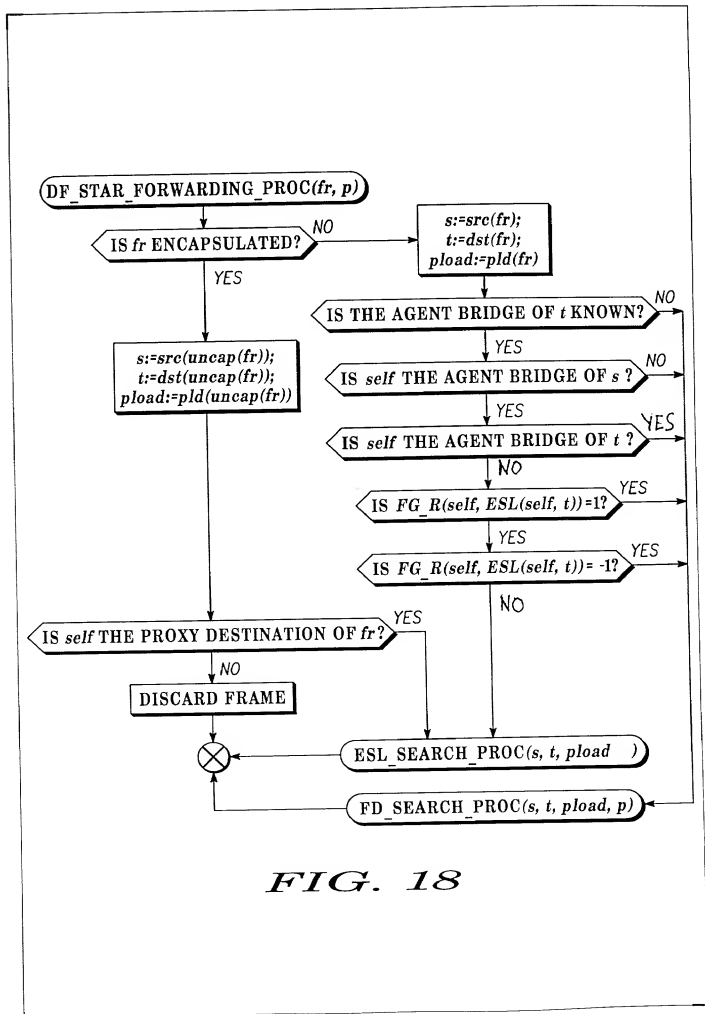 DF_STAR_FORWARDING_PROC(fr, p)
IS fr ENCAPSULATED?
NO
YES
s:=src(fr);
t:=dst(fr);
pload:=pld(fr)
IS THE AGENT BRIDGE OF t KNOWN?
NO
YES
s:=src(uncap(fr));
t:=dst(uncap(fr));
pload:=pld(uncap(fr))
IS self THE AGENT BRIDGE OF s ?
NO
YES
IS self THE AGENT BRIDGE OF t ?
YES
NO
IS FG_R(self, ESL(self, t))=1?
YES
YES
IS FG_R(self, ESL(self, t))= -1?
YES
NO
IS self THE PROXY DESTINATION OF fr?
YES
NO
DISCARD FRAME
ESL_SEARCH_PROC(s, t, pload )
FD_SEARCH_PROC(s, t, pload, p)
FIG. 18